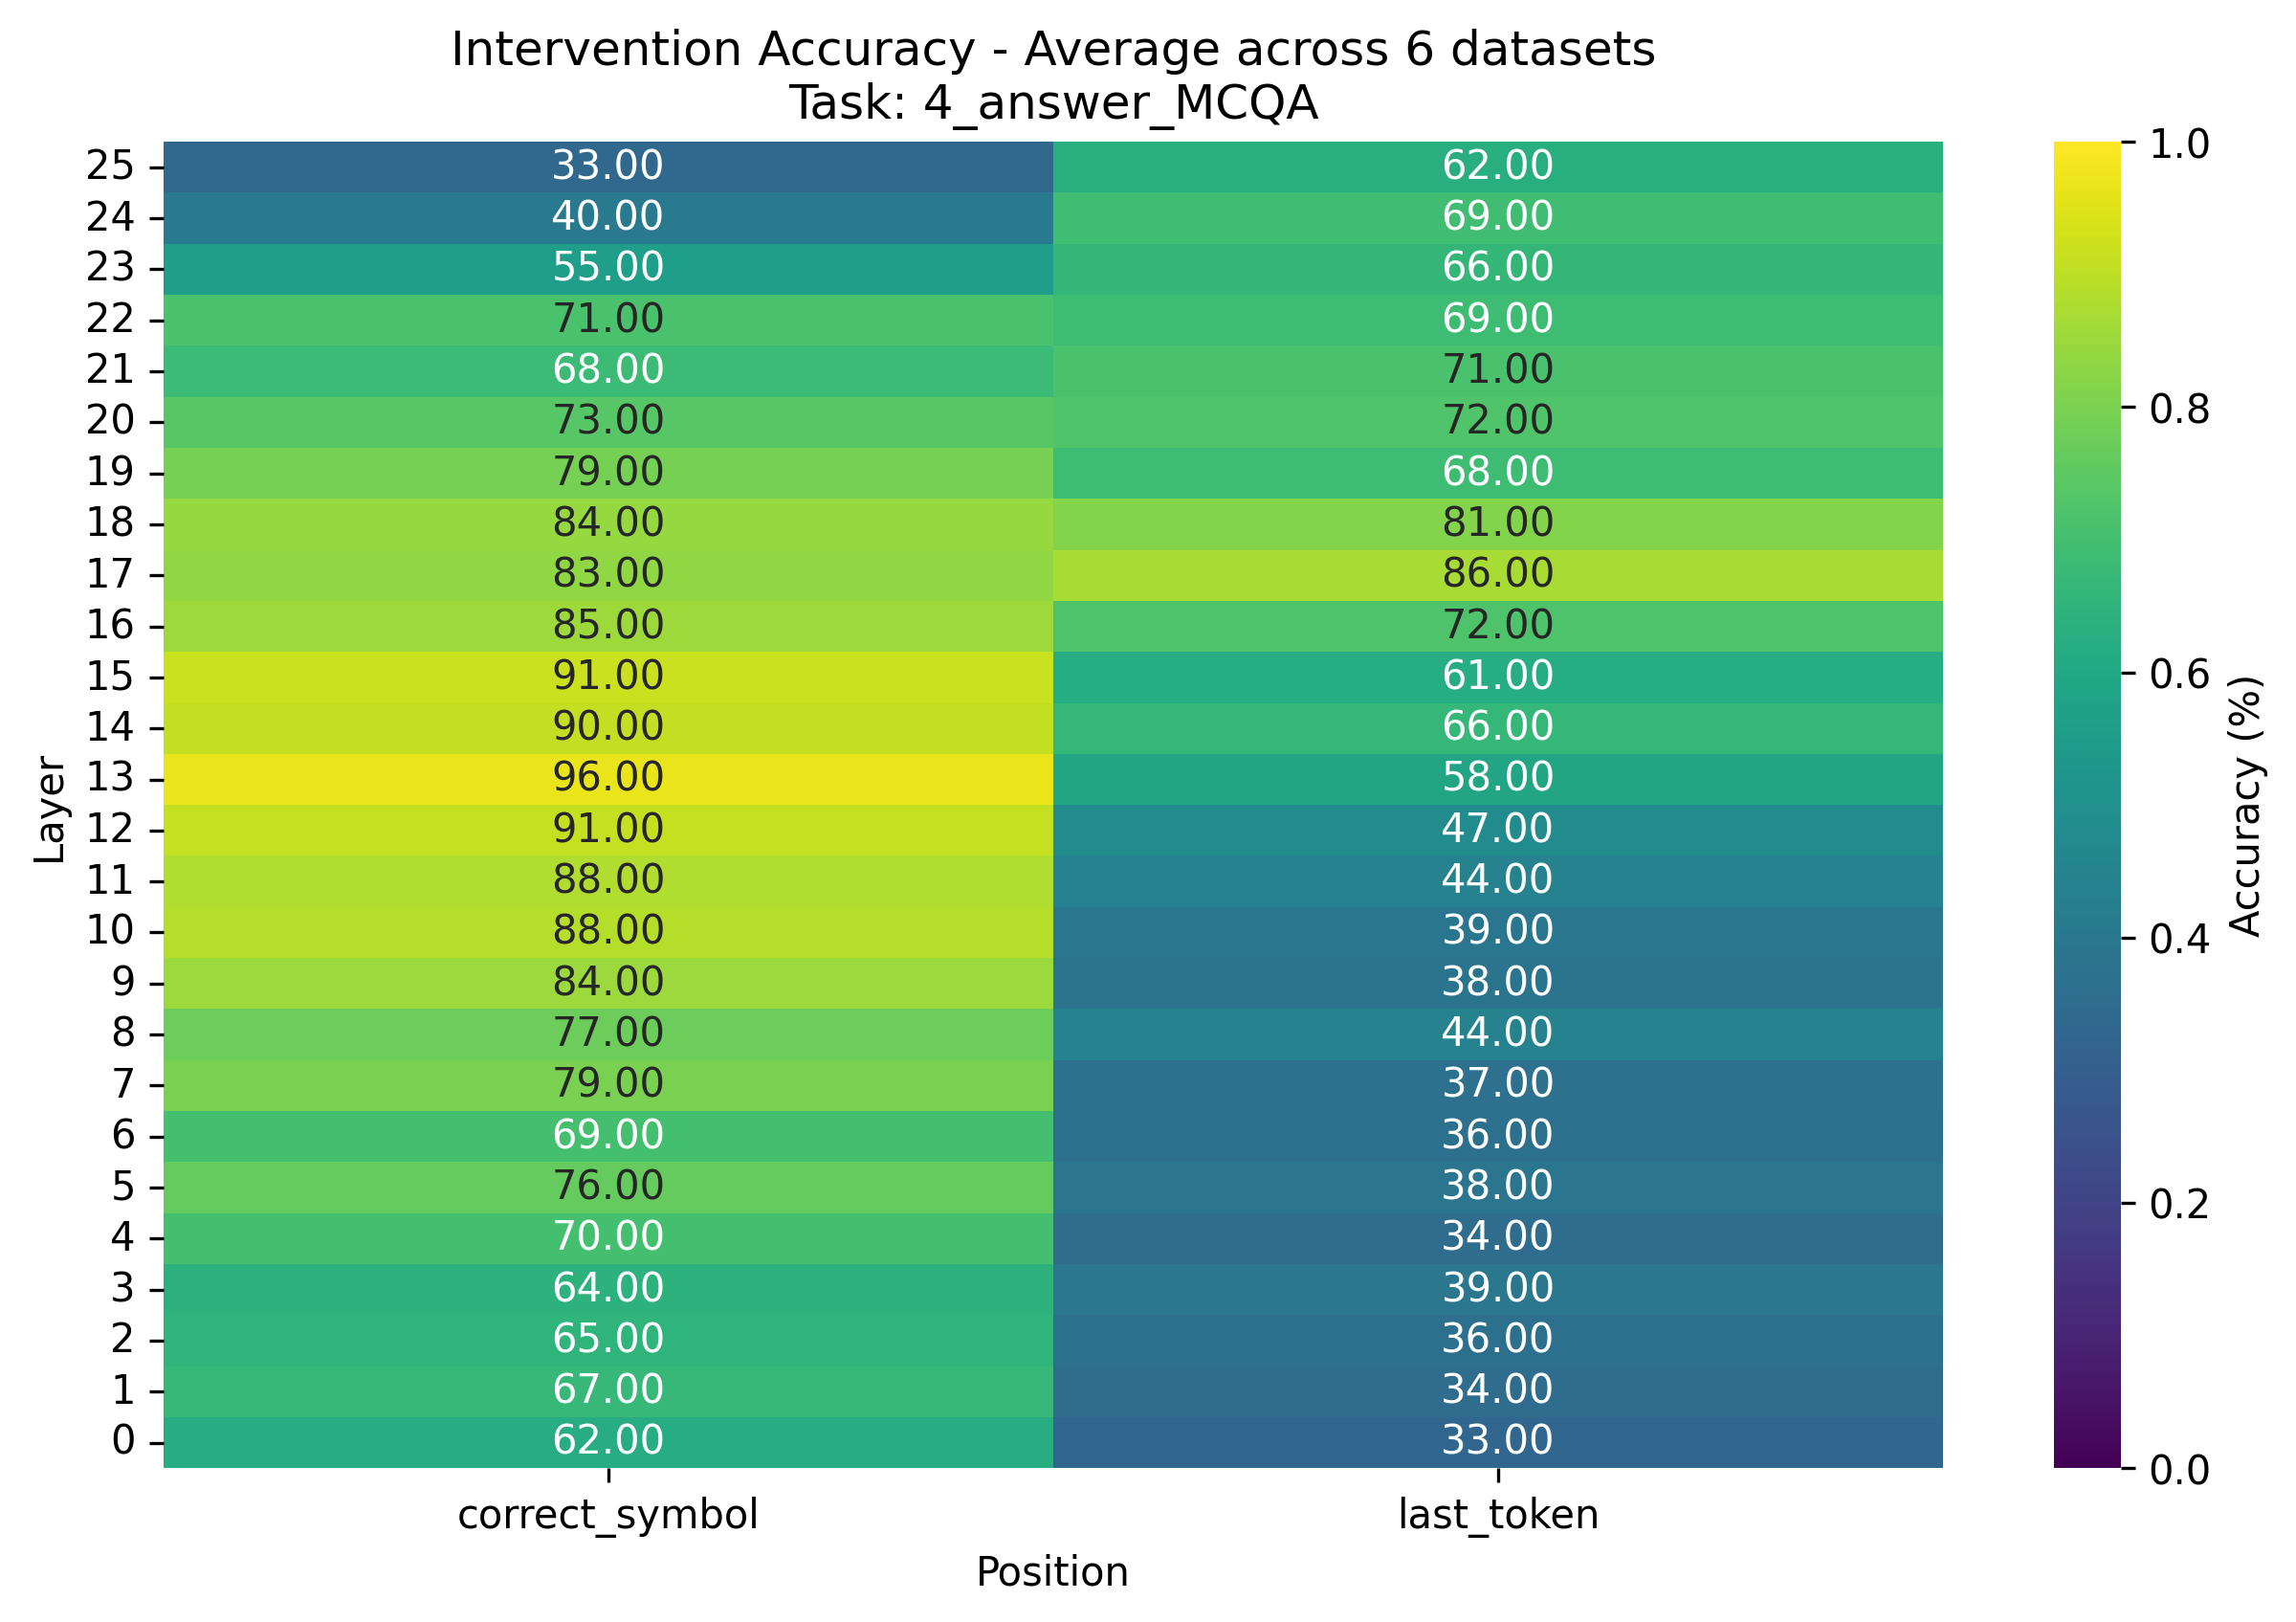 Intervention Accuracy - Average across 6 datasets
Task: 4_answer_MCQA
25 33.00 62.00
24 40.00 69.00
23 55.00 66.00
22 71.00 69.00
21 68.00 71.00
20 73.00 72.00
19 79.00 68.00
18 84.00 81.00
17 83.00 86.00
16 85.00 72.00
15 91.00 61.00
14 90.00 66.00
13 96.00 58.00
12 91.00 47.00
11 88.00 44.00
10 88.00 39.00
9 84.00 38.00
8 77.00 44.00
7 79.00 37.00
6 69.00 36.00
5 76.00 38.00
4 70.00 34.00
3 64.00 39.00
2 65.00 36.00
1 67.00 34.00
0 62.00 33.00
correct_symbol last_token
Position
Layer
1.0
0.8
0.6
0.4
0.2
0.0
Accuracy (%)